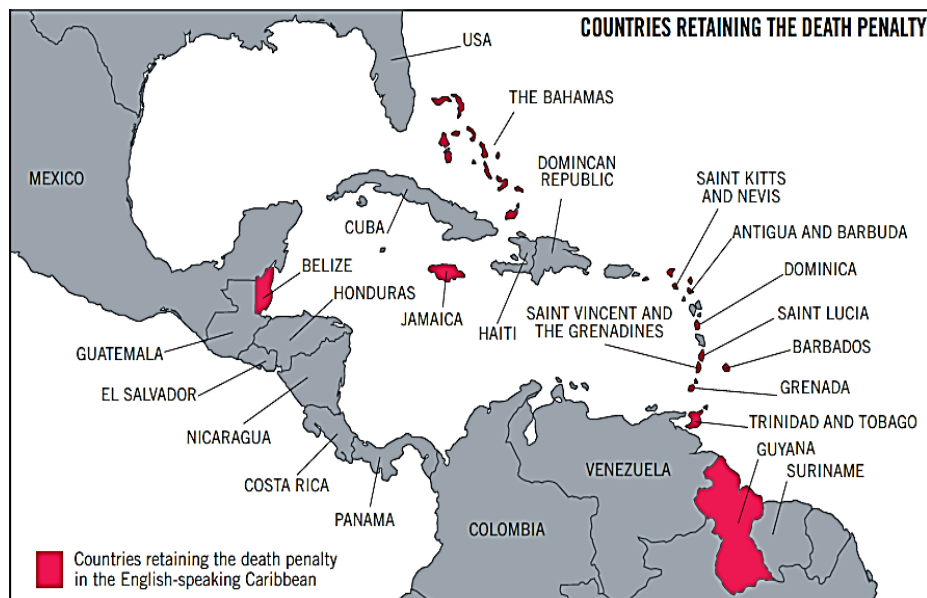 COUNTRIES RETAINING THE DEATH PENALTY
USA
THE BAHAMAS
MEXICO
DOMINCAN
REPUBLIC
SAINT KITTS
AND NEVIS
CUBA
ANTIGUA AND BARBUDA
BELIZE
DOMINICA
HONDURAS
JAMAICA
HAITI
SAINT VINCENT AND
THE GRENADINES
SAINT LUCIA
GUATEMALA
BARBADOS
EL SALVADOR
GRENADA
NICARAGUA
TRINIDAD AND TOBAGO
GUYANA
VENEZUELA
SURINAME
COSTA RICA
PANAMA
COLOMBIA
Countries retaining the death penalty
in the English-speaking Caribbean